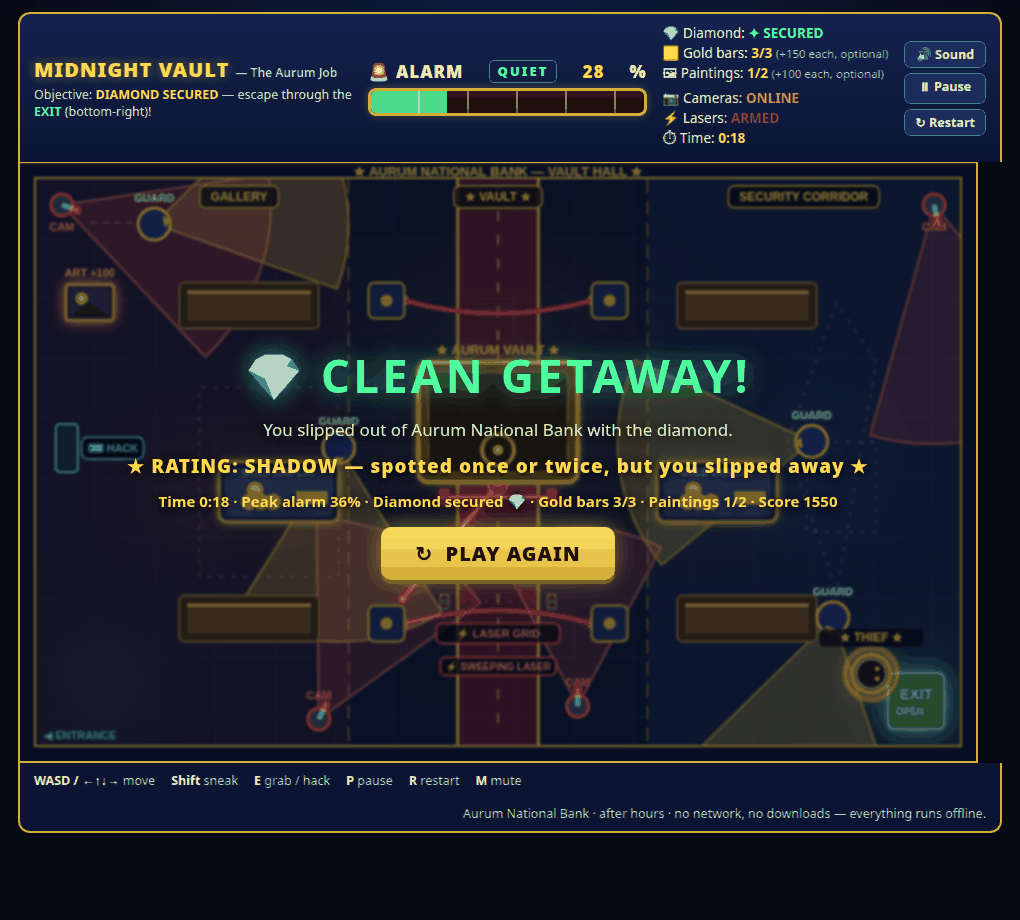 MIDNIGHT VAULT — The Aurum Job
Objective: DIAMOND SECURED — escape through the
EXIT (bottom-right)!
🚨 ALARM QUIET 28 %
💎 Diamond: ✦ SECURED
Gold bars: 3/3 (+150 each, optional)
🖼 Paintings: 1/2 (+100 each, optional)
📷 Cameras: ONLINE
⚡ Lasers: ARMED
⏱ Time: 0:18
🔊 Sound
⏸ Pause
↻ Restart
★ AURUM NATIONAL BANK — VAULT HALL ★
GUARD
GALLERY
★ VAULT ★
SECURITY CORRIDOR
CAM
CAM
ART +100
★ AURUM VAULT ★
💎 CLEAN GETAWAY!
GUARD
GUARD
You slipped out of Aurum National Bank with the diamond.
HACK
★ RATING: SHADOW — spotted once or twice, but you slipped away ★
Time 0:18 · Peak alarm 36% · Diamond secured 💎 · Gold bars 3/3 · Paintings 1/2 · Score 1550
↻ PLAY AGAIN
GUARD
⚡ LASER GRID
★ THIEF ★
⚡ SWEEPING LASER
CAM
CAM
EXIT
OPEN
◀ ENTRANCE
WASD / ←↑↓→ move Shift sneak E grab / hack P pause R restart M mute
Aurum National Bank · after hours · no network, no downloads — everything runs offline.